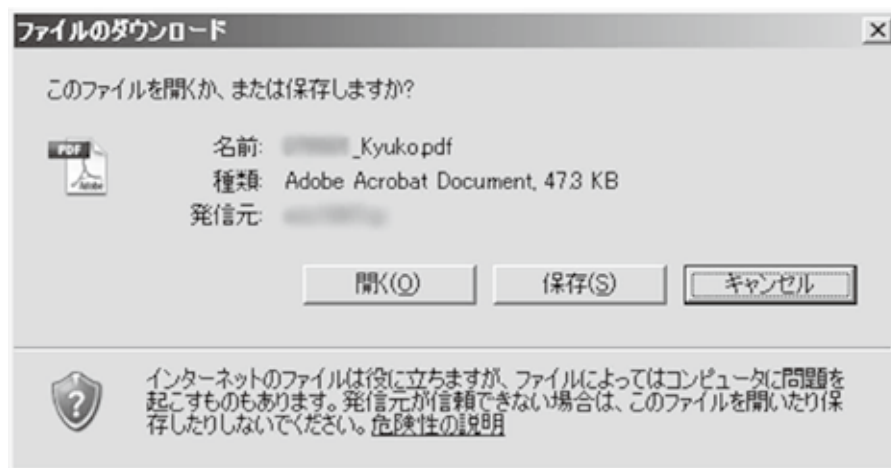 ファイルのダウンロード
このファイルを開くか、または保存しますか?
PDF
Adobe
名前: _Kyuko.pdf
種類: Adobe Acrobat Document, 47.3 KB
発信元:
開く(O) 保存(S) キャンセル
インターネットのファイルは役に立ちますが、ファイルによってはコンピュータに問題を
起こすものもあります。発信元が信頼できない場合は、このファイルを開いたり保
存したりしないでください。危険性の説明